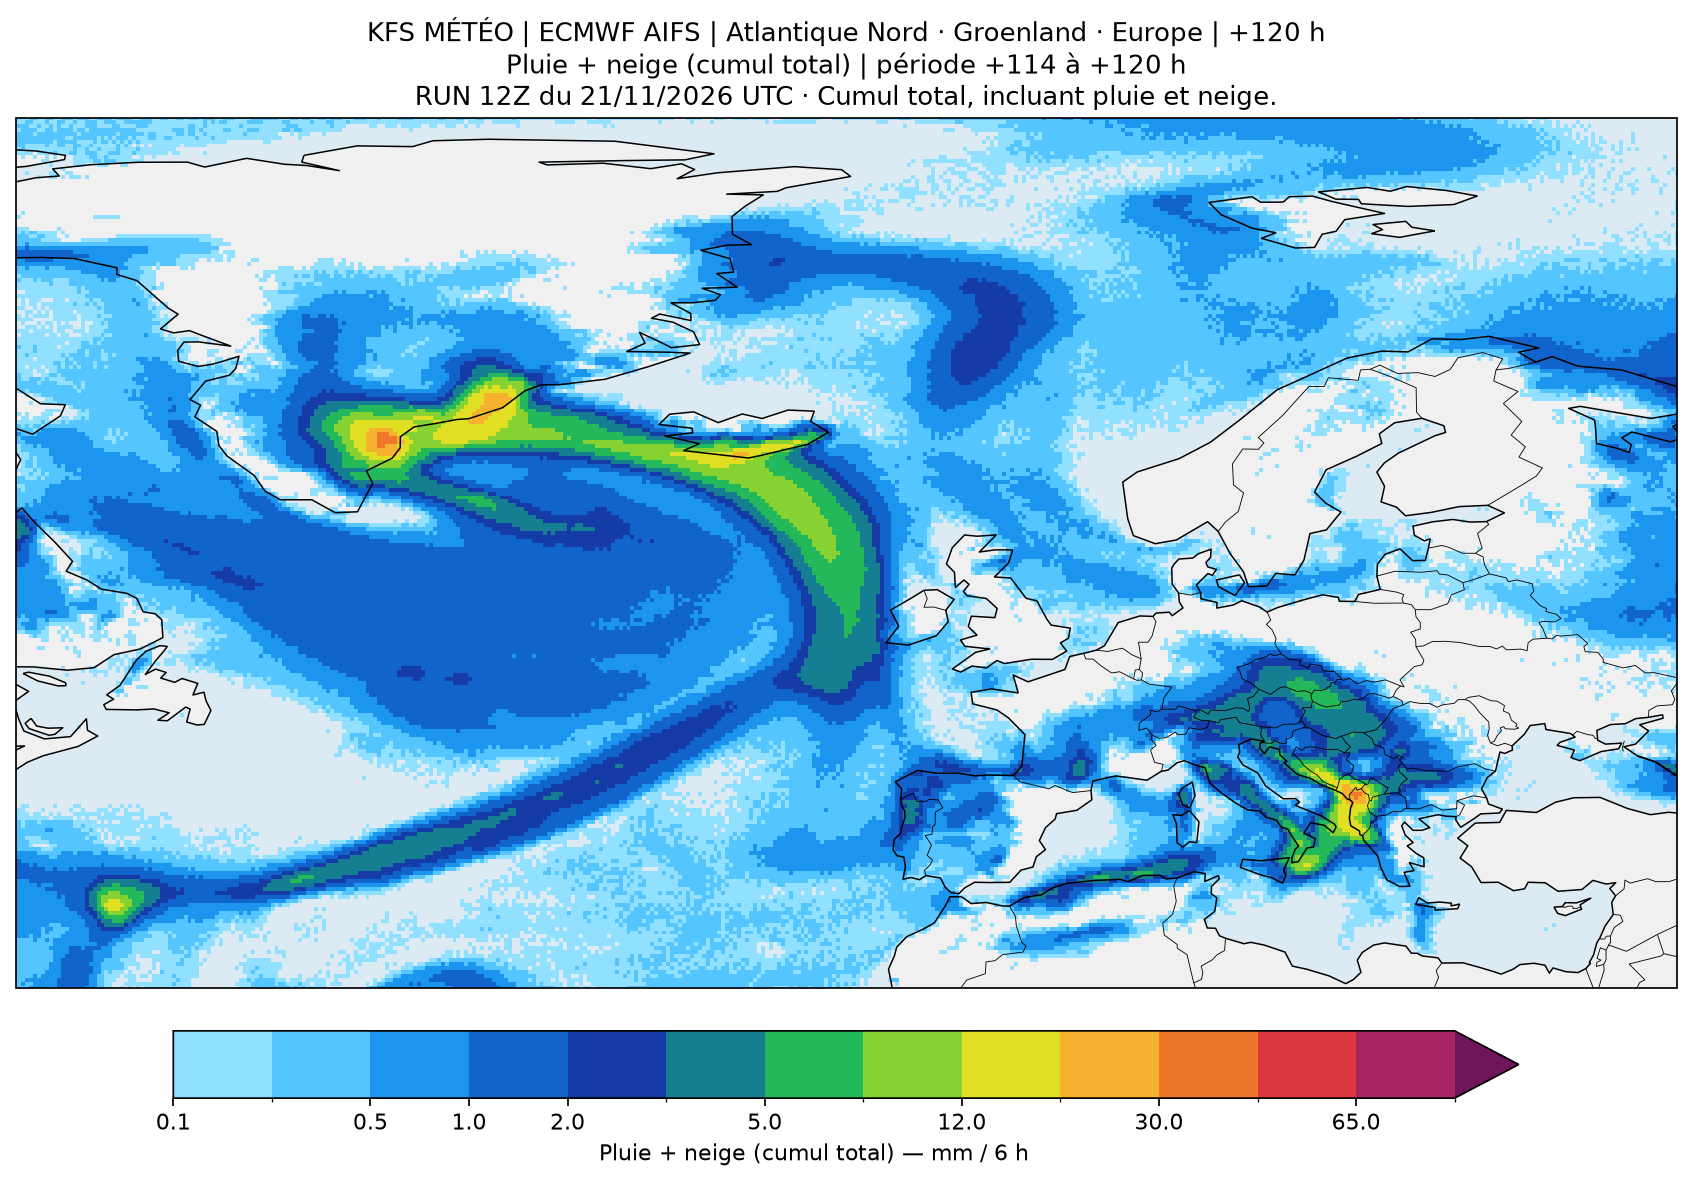 KFS MÉTÉO | ECMWF AIFS | Atlantique Nord · Groenland · Europe | +120 h
Pluie + neige (cumul total) | période +114 à +120 h
RUN 12Z du 21/11/2026 UTC · Cumul total, incluant pluie et neige.
0.1 0.5 1.0 2.0 5.0 12.0 30.0 65.0
Pluie + neige (cumul total) — mm / 6 h